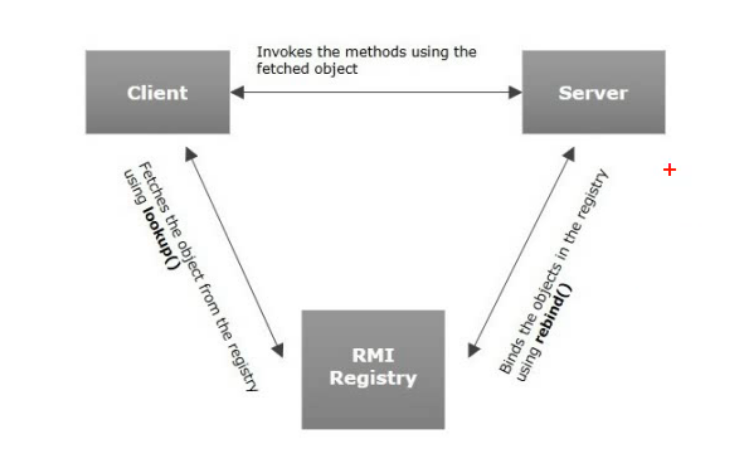 Invokes the methods using the
fetched object
Client
Server
Fetches the object from the registry
using lookup()
Binds the objects in the registry
using rebind()
RMI
Registry